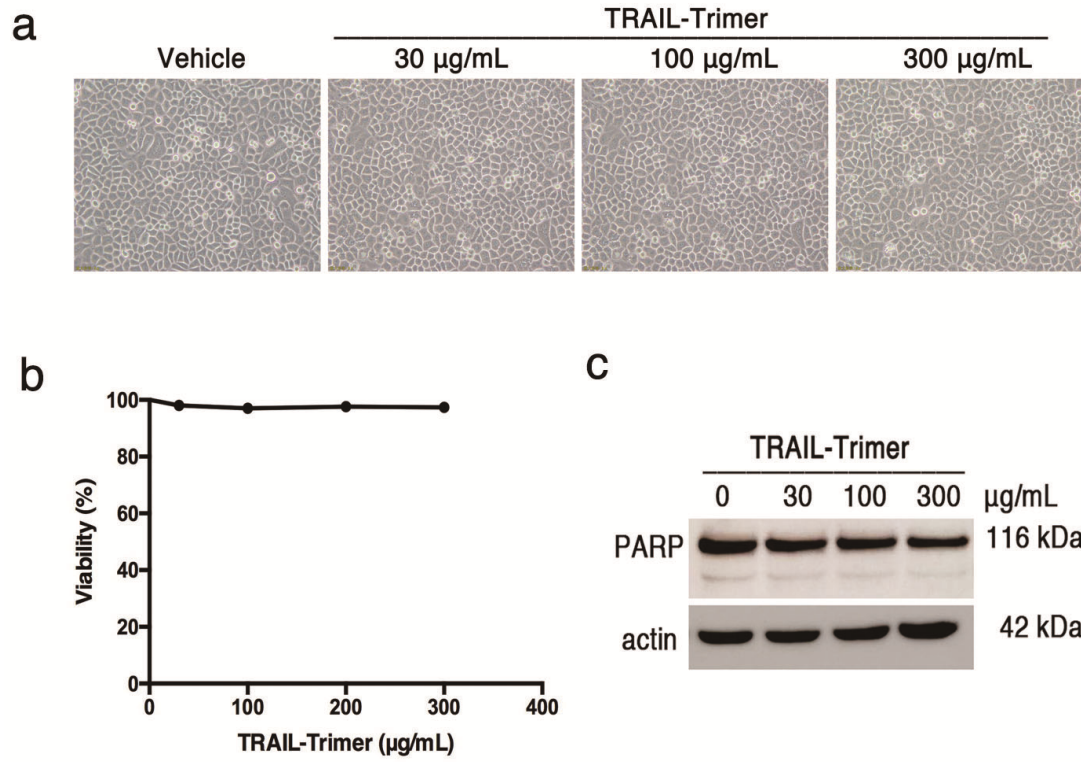 a
TRAIL-Trimer
Vehicle 30 µg/mL 100 µg/mL 300 µg/mL
b
100
80
60
40
20
0
Viability (%)
0 100 200 300 400
TRAIL-Trimer (µg/mL)
c
TRAIL-Trimer
0 30 100 300 µg/mL
PARP 116 kDa
actin 42 kDa